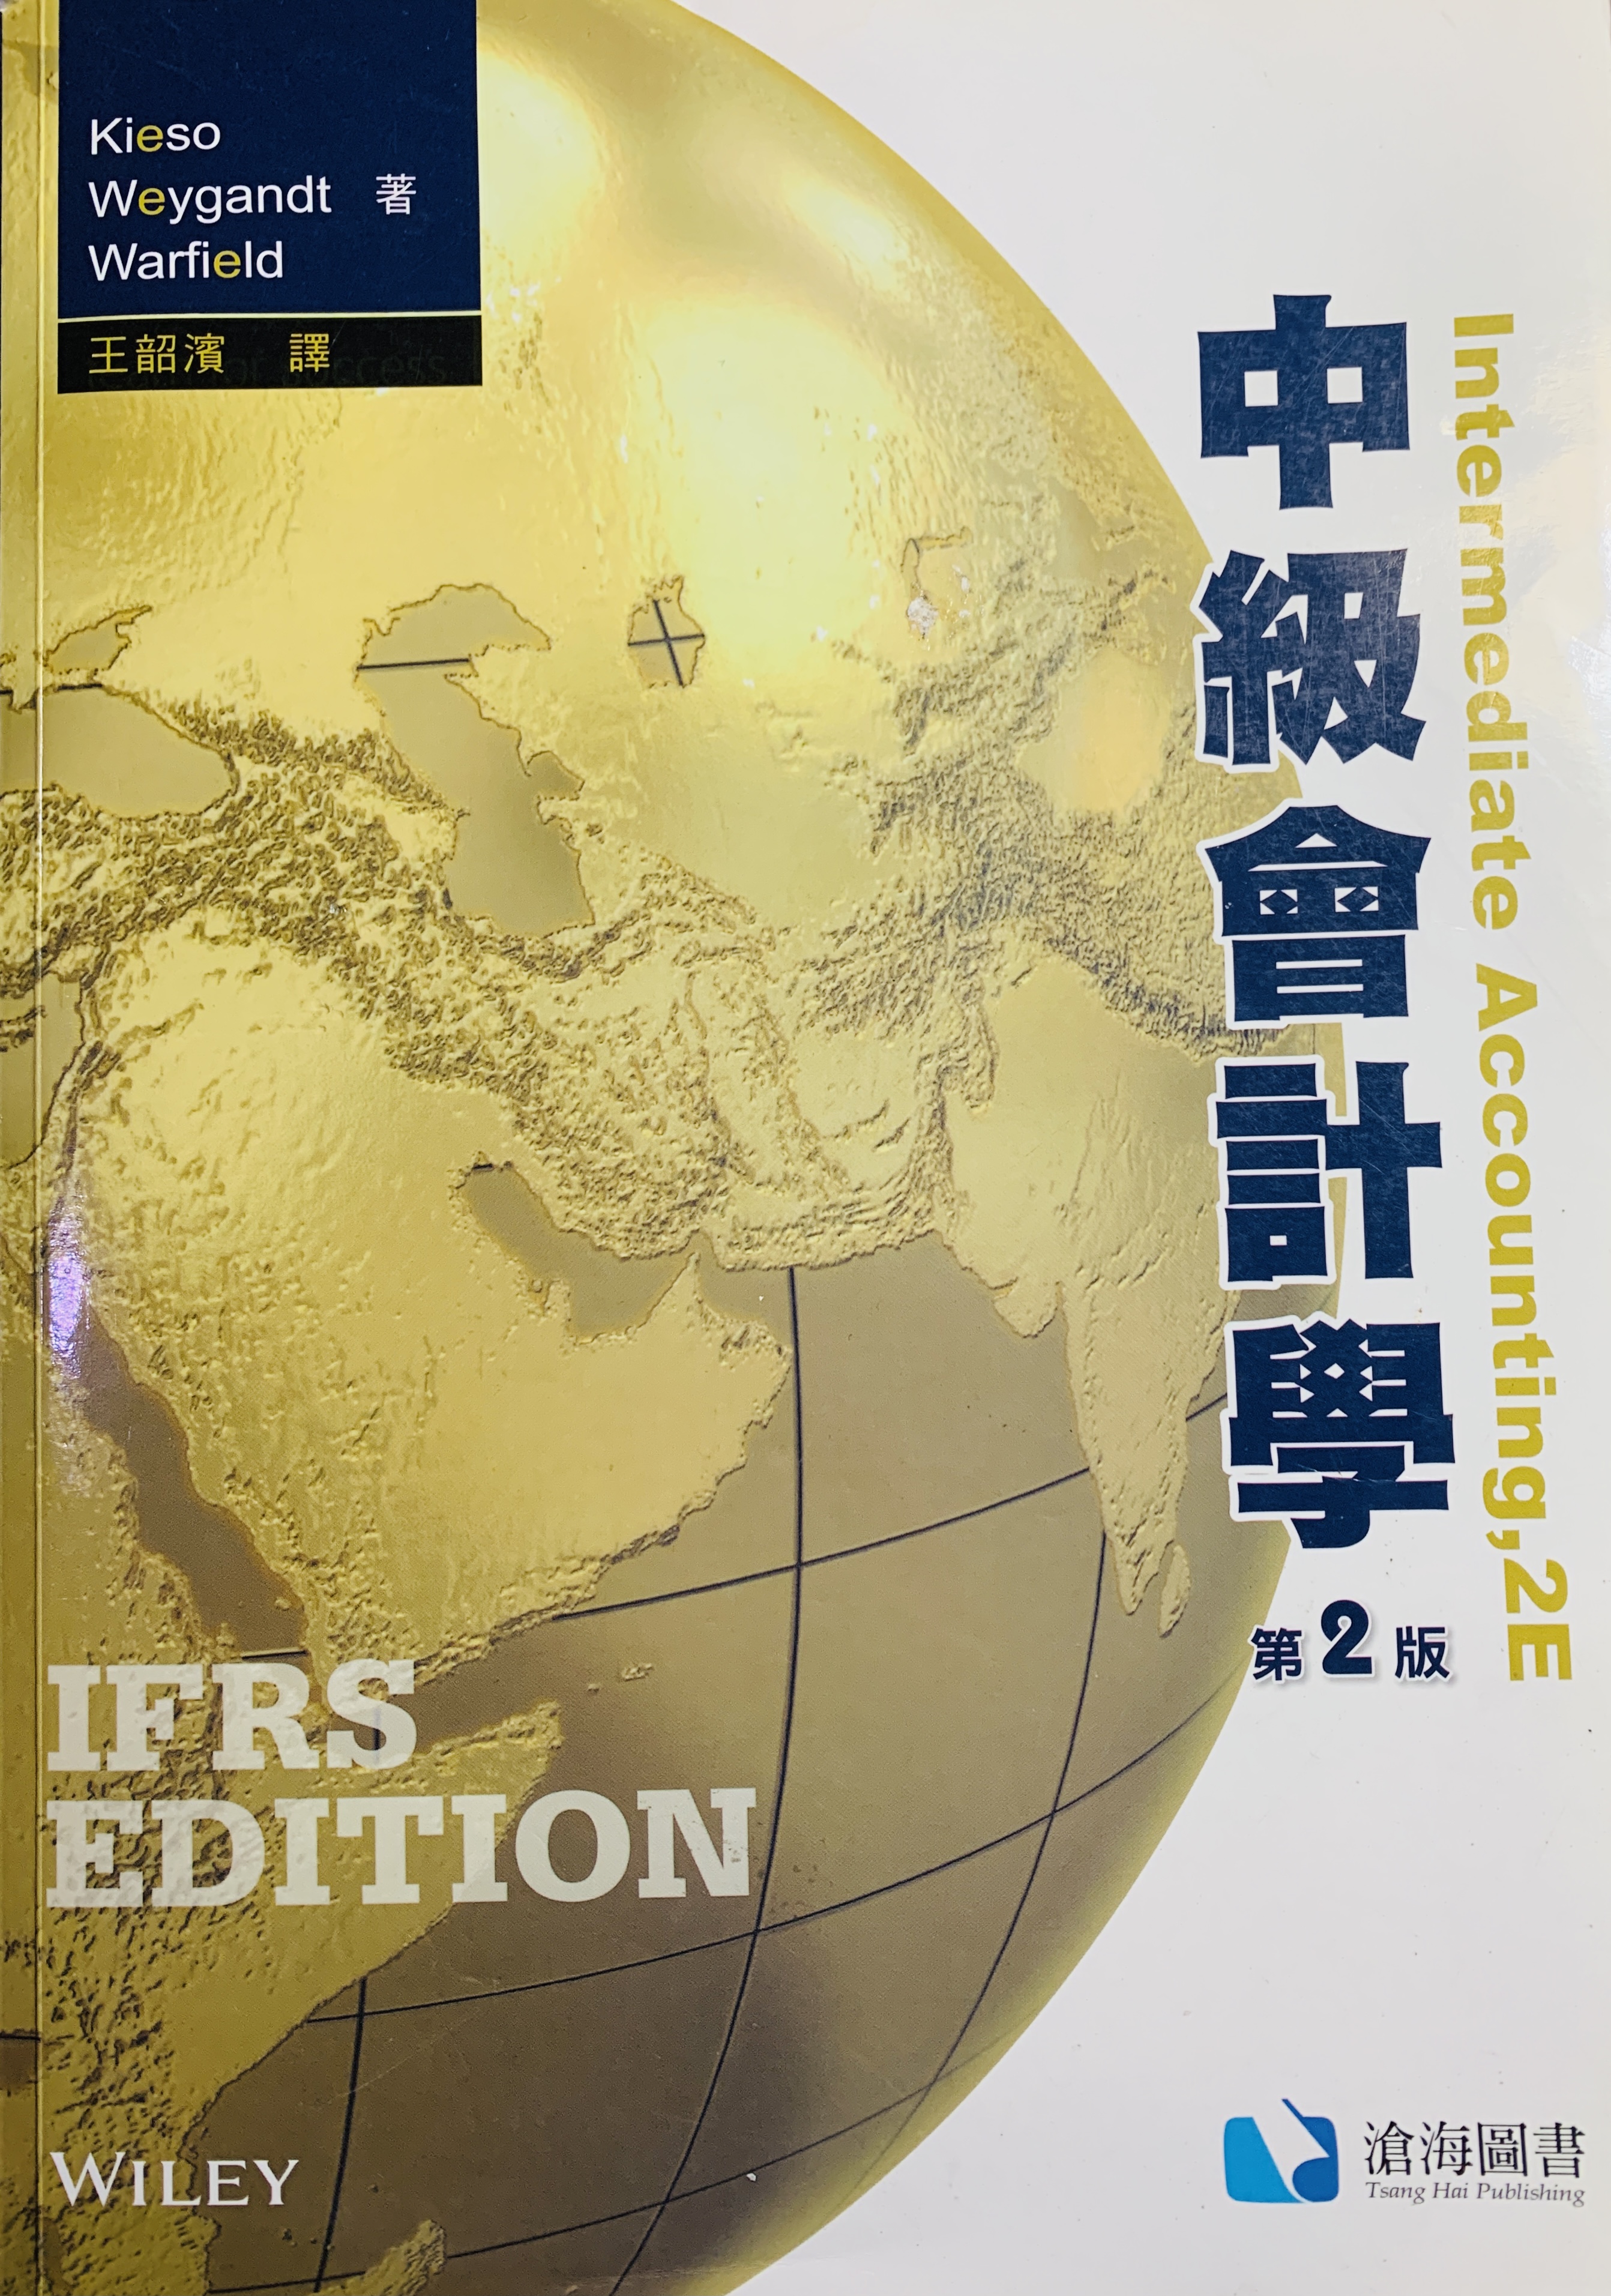 Kieso
Weygandt 著
Warfield
王韶濱 譯
中級會計學
第2版
Intermediate Accounting,2E
IFRS
EDITION
WILEY
滄海圖書
Tsang Hai Publishing